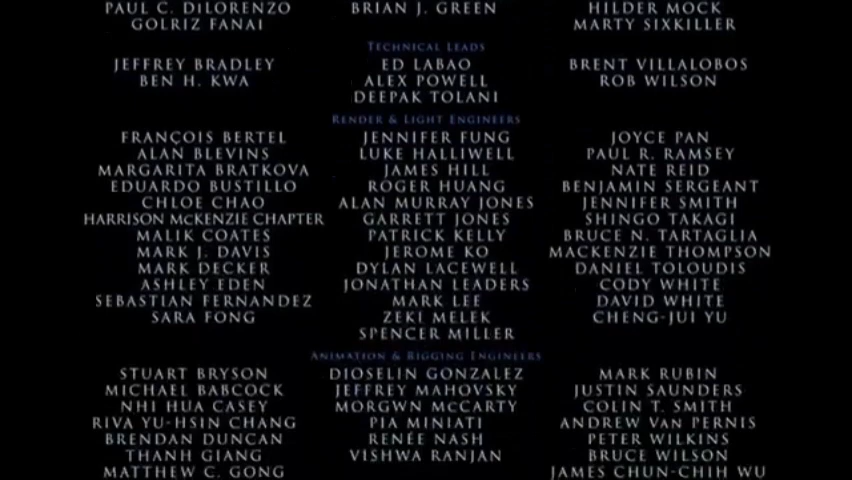 PAUL C. DILORENZO BRIAN J. GREEN HILDER MOCK
GOLRIZ FANAI MARTY SIXKILLER
TECHNICAL LEADS
JEFFREY BRADLEY ED LABAO BRENT VILLALOBOS
BEN H. KWA ALEX POWELL ROB WILSON
DEEPAK TOLANI
RENDER & LIGHT ENGINEERS
FRANÇOIS BERTEL JENNIFER FUNG JOYCE PAN
ALAN BLEVINS LUKE HALLIWELL PAUL R. RAMSEY
MARGARITA BRATKOVA JAMES HILL NATE REID
EDUARDO BUSTILLO ROGER HUANG BENJAMIN SERGEANT
CHLOE CHAO ALAN MURRAY JONES JENNIFER SMITH
HARRISON MCKENZIE CHAPTER GARRETT JONES SHINGO TAKAGI
MALIK COATES PATRICK KELLY BRUCE N. TARTAGLIA
MARK J. DAVIS JEROME KO MACKENZIE THOMPSON
MARK DECKER DYLAN LACEWELL DANIEL TOLOUDIS
ASHLEY EDEN JONATHAN LEADERS CODY WHITE
SEBASTIAN FERNANDEZ MARK LEE DAVID WHITE
SARA FONG ZEKI MELEK CHENG-JUI YU
SPENCER MILLER
ANIMATION & RIGGING ENGINEERS
STUART BRYSON DIOSELIN GONZALEZ MARK RUBIN
MICHAEL BABCOCK JEFFREY MAHOVSKY JUSTIN SAUNDERS
NHI HUA CASEY MORGWN MCCARTY COLIN T. SMITH
RIVA YU-HSIN CHANG PIA MINIATI ANDREW VAN PERNIS
BRENDAN DUNCAN RENÉE NASH PETER WILKINS
THANH GIANG VISHWA RANJAN BRUCE WILSON
MATTHEW C. GONG JAMES CHUN-CHIH WU